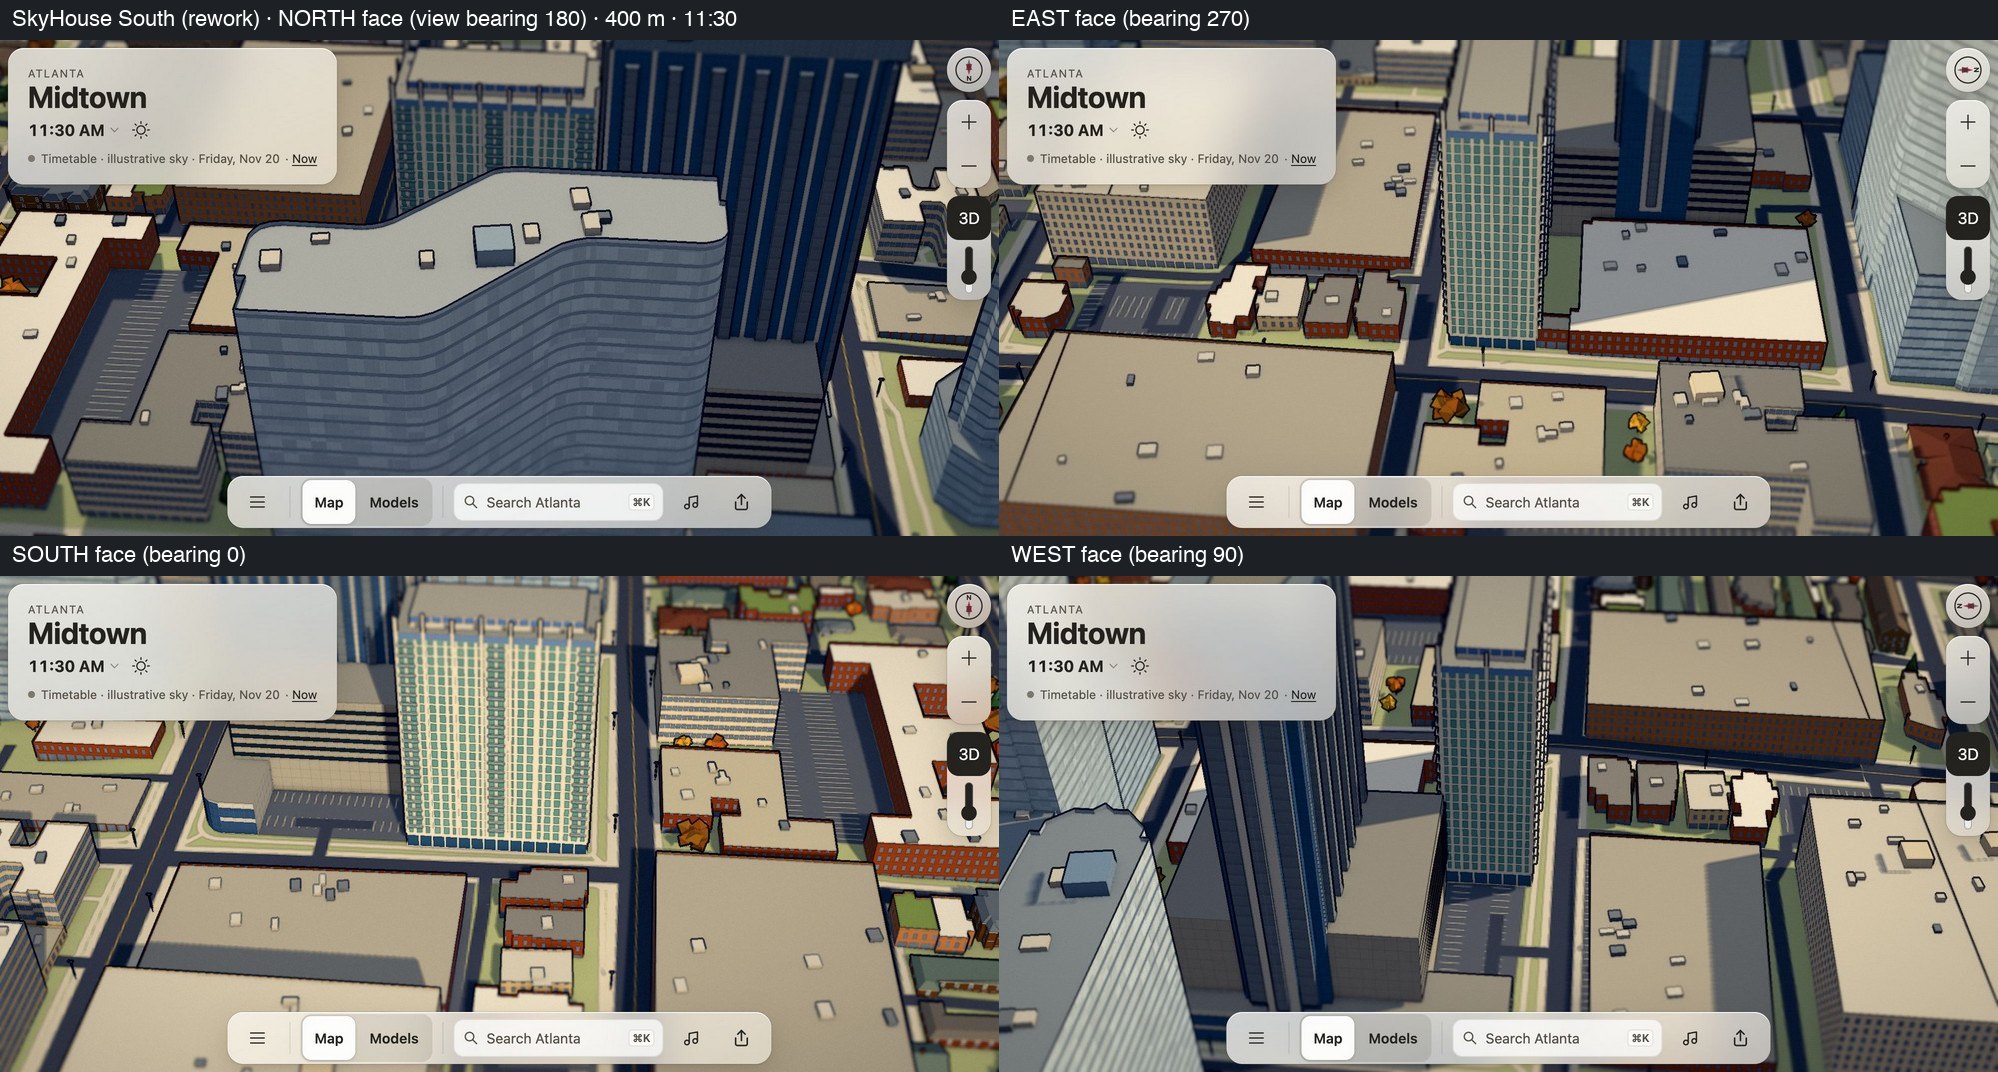 SkyHouse South (rework) · NORTH face (view bearing 180) · 400 m · 11:30
ATLANTA
Midtown
11:30 AM
Timetable · illustrative sky · Friday, Nov 20 · Now
N
+
−
3D
Map
Models
Search Atlanta
⌘K
EAST face (bearing 270)
ATLANTA
Midtown
11:30 AM
Timetable · illustrative sky · Friday, Nov 20 · Now
N
+
−
3D
Map
Models
Search Atlanta
⌘K
SOUTH face (bearing 0)
ATLANTA
Midtown
11:30 AM
Timetable · illustrative sky · Friday, Nov 20 · Now
N
+
−
3D
Map
Models
Search Atlanta
⌘K
WEST face (bearing 90)
ATLANTA
Midtown
11:30 AM
Timetable · illustrative sky · Friday, Nov 20 · Now
N
+
−
3D
Map
Models
Search Atlanta
⌘K